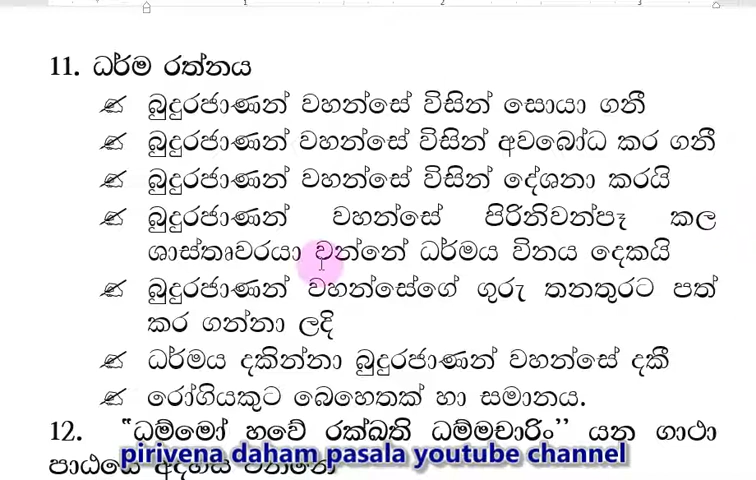 11. ධර්ම රත්නය
බුදුරජාණන් වහන්සේ විසින් සොයා ගනී
බුදුරජාණන් වහන්සේ විසින් අවබෝධ කර ගනී
බුදුරජාණන් වහන්සේ විසින් දේශනා කරයි
බුදුරජාණන් වහන්සේ පිරිනිවන්පෑ කල
ශාස්තෘවරයා වන්නේ ධර්මය විනය දෙකයි
බුදුරජාණන් වහන්සේගේ ගුරු තනතුරට පත්
කර ගන්නා ලදි
ධර්මය දකින්නා බුදුරජාණන් වහන්සේ දකී
රෝගියකුට බෙහෙතක් හා සමානය.
12. "ධම්මෝ හවේ රක්ඛති ධම්මචාරිං" යන ගාථා
පාඨයේ
pirivena daham pasala youtube channel